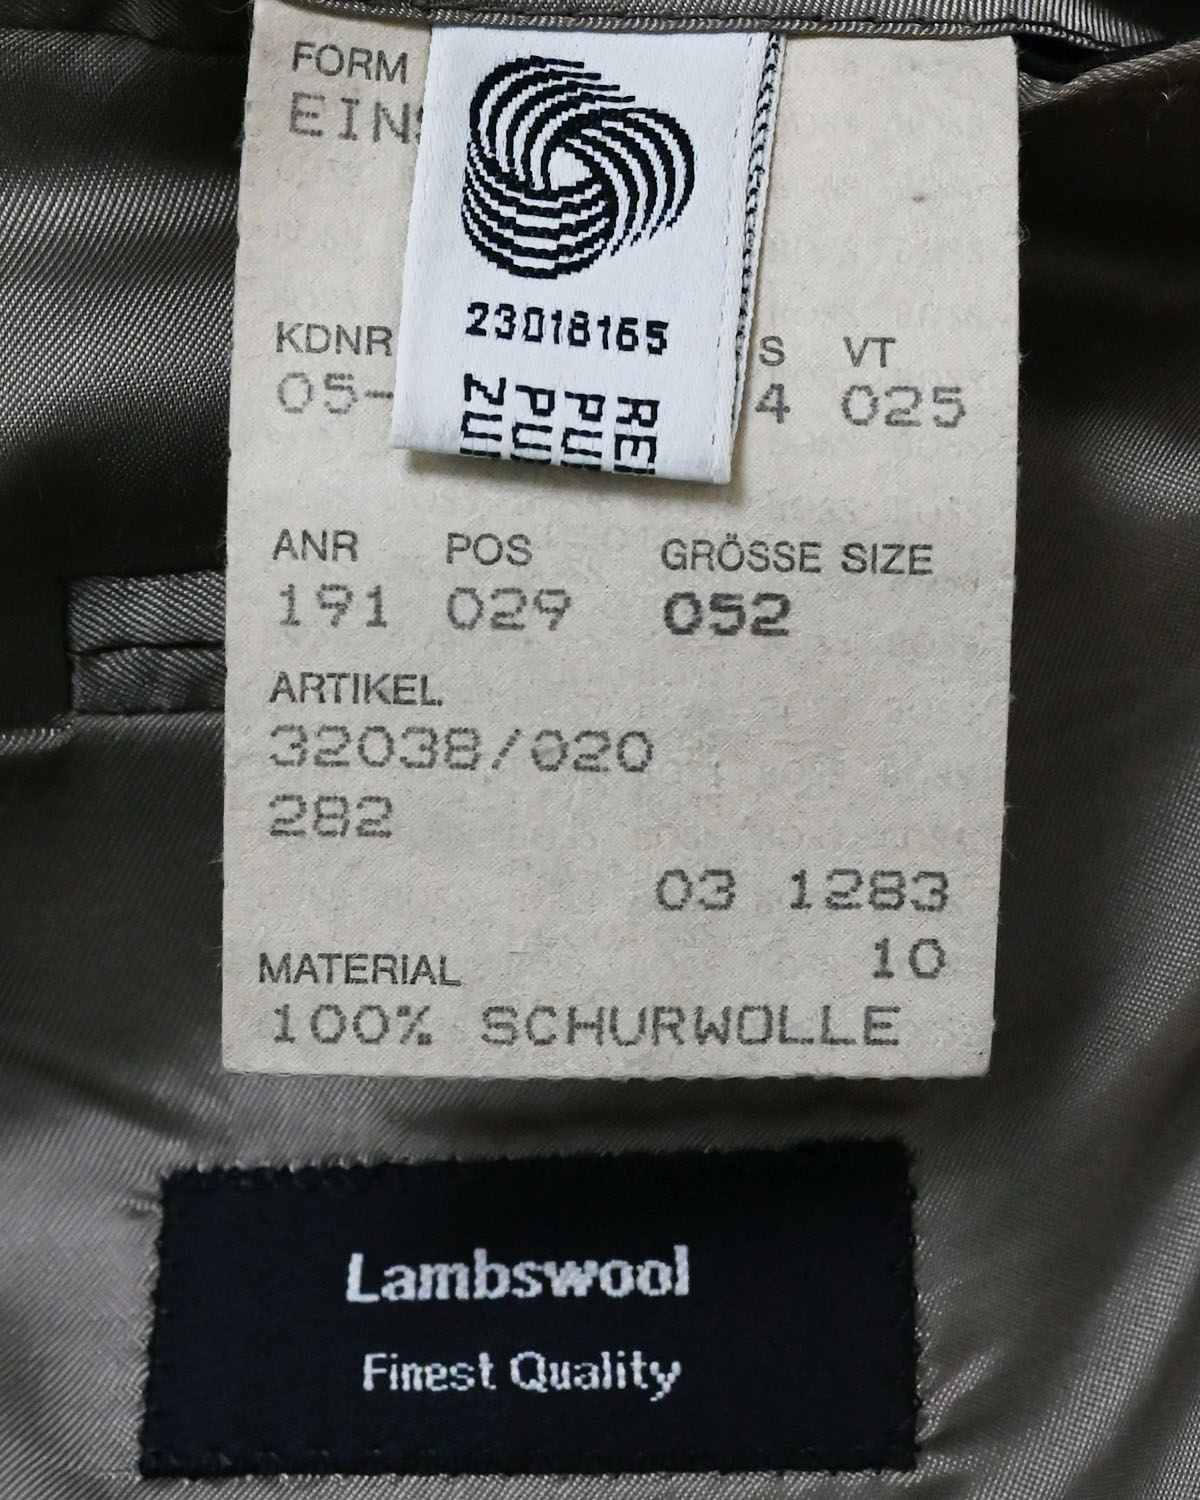 FORM
23018165
KDNR S VT
05- 4 025
ANR POS GRÖSSE SIZE
191 029 052
ARTIKEL
32038/020
282
03 1283
10
MATERIAL
100% SCHURWOLLE
Lambswool
Finest Quality